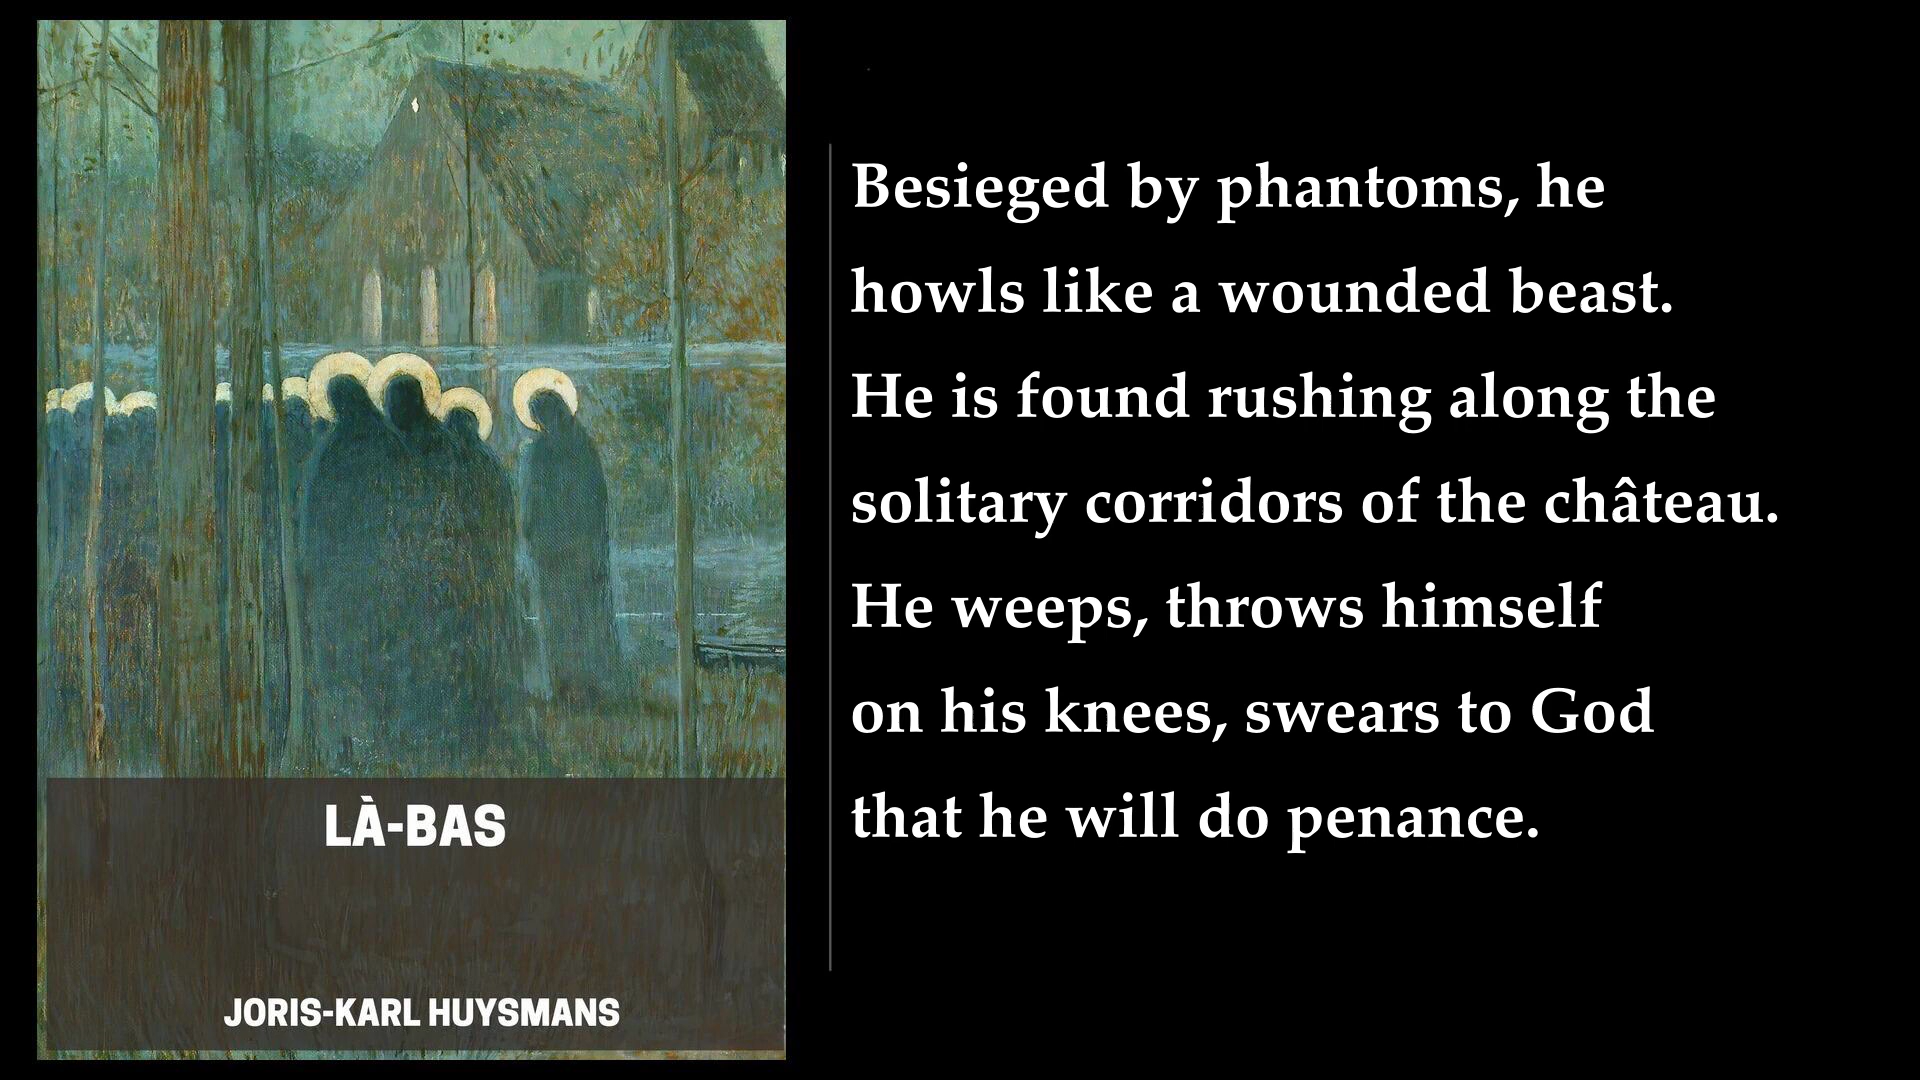 LÀ-BAS
JORIS-KARL HUYSMANS
Besieged by phantoms, he
howls like a wounded beast.
He is found rushing along the
solitary corridors of the château.
He weeps, throws himself
on his knees, swears to God
that he will do penance.